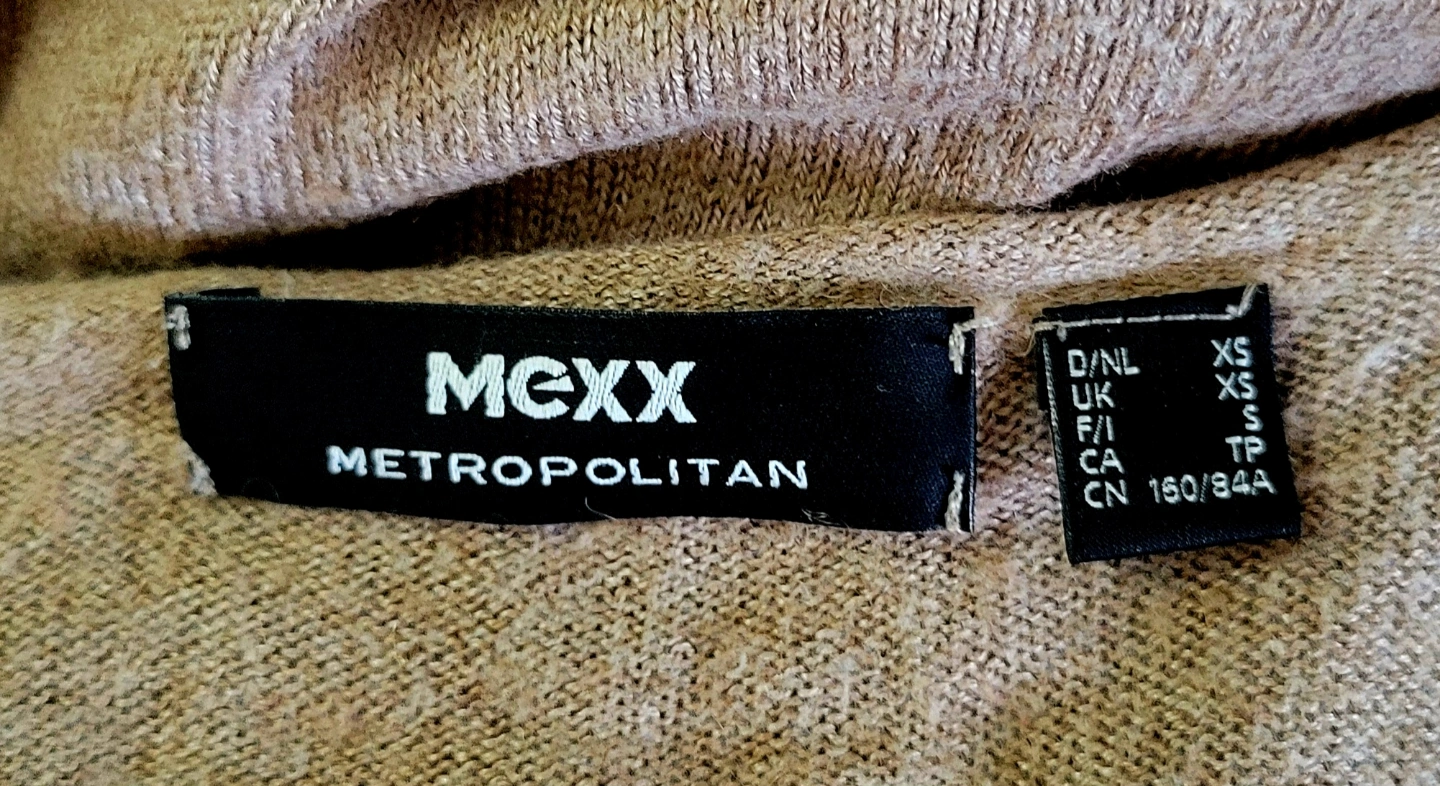 Mexx
METROPOLITAN
D/NL XS
UK XS
F/I S
CA TP
CN 160/84A